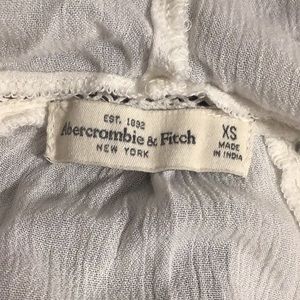 EST. 1892
Abercrombie & Fitch
NEW YORK
XS
MADE
IN INDIA